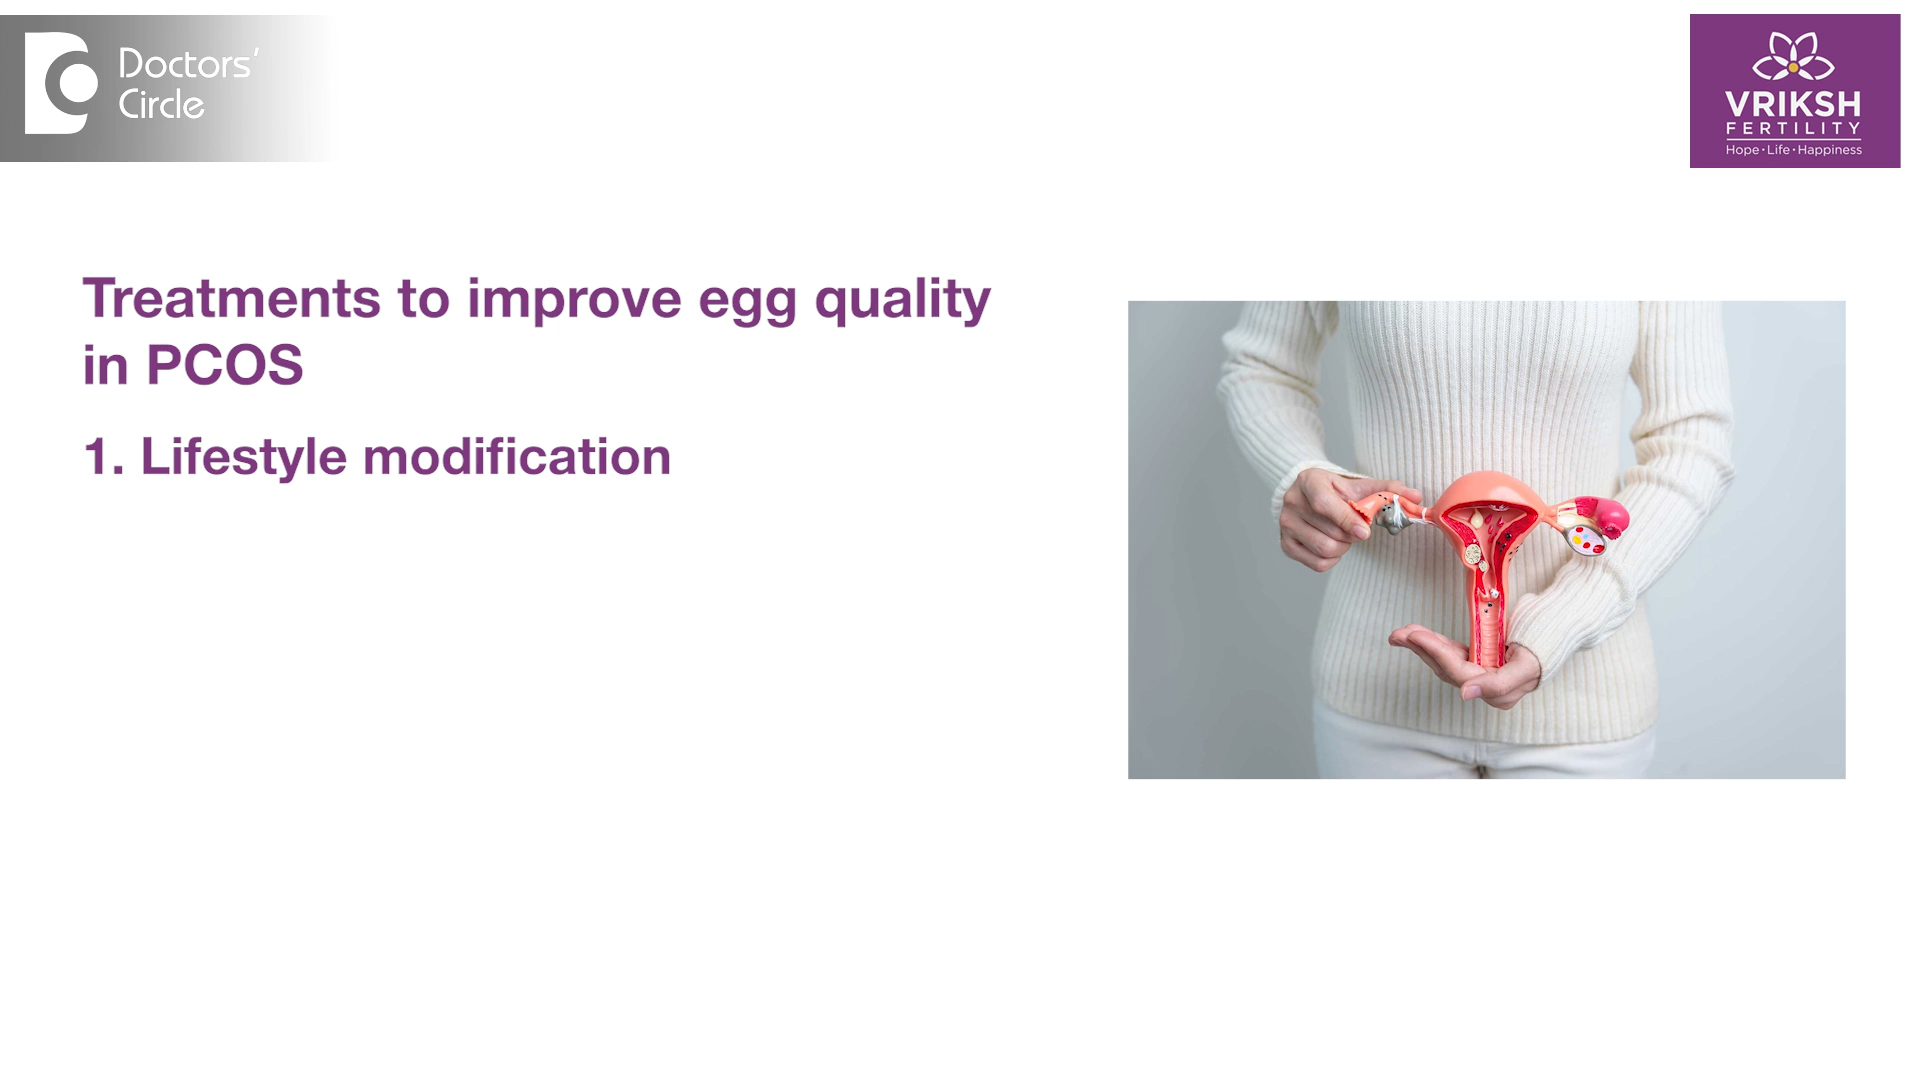 Doctors'
Circle
VRIKSH
FERTILITY
Hope · Life · Happiness
Treatments to improve egg quality
in PCOS
1. Lifestyle modification